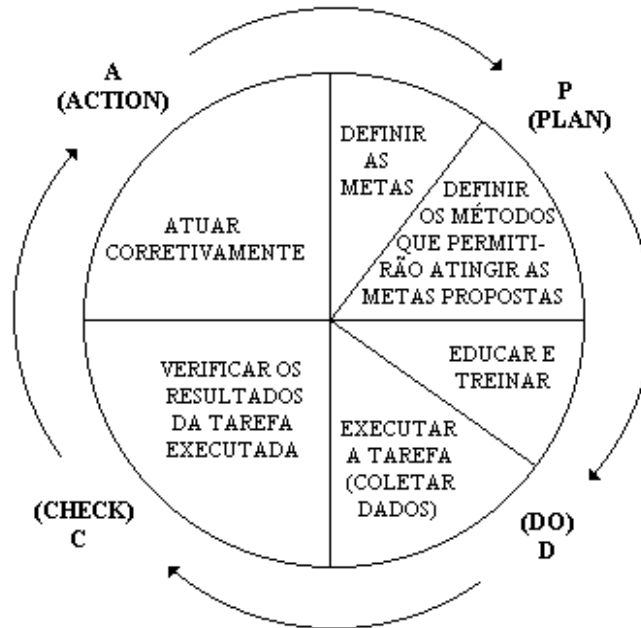 A
(ACTION)
P
(PLAN)
DEFINIR
AS
METAS
DEFINIR
OS MÉTODOS
QUE PERMITI-
RÃO ATINGIR AS
METAS PROPOSTAS
ATUAR
CORRETIVAMENTE
EDUCAR E
TREINAR
VERIFICAR OS
RESULTADOS
DA TAREFA
EXECUTADA
EXECUTAR
A TAREFA
(COLETAR
DADOS)
(CHECK)
C
(DO)
D